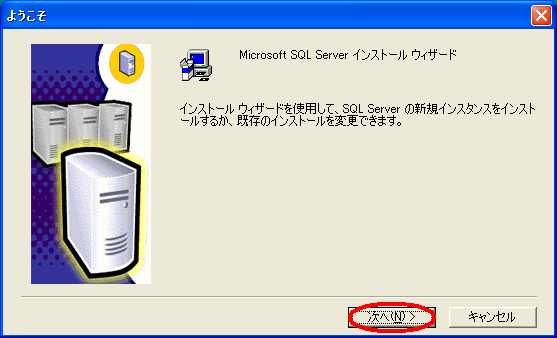 ようこそ
Microsoft SQL Server インストール ウィザード
インストール ウィザードを使用して、SQL Server の新規インスタンスをインスト
ールするか、既存のインストールを変更できます。
次へ(N) >
キャンセル